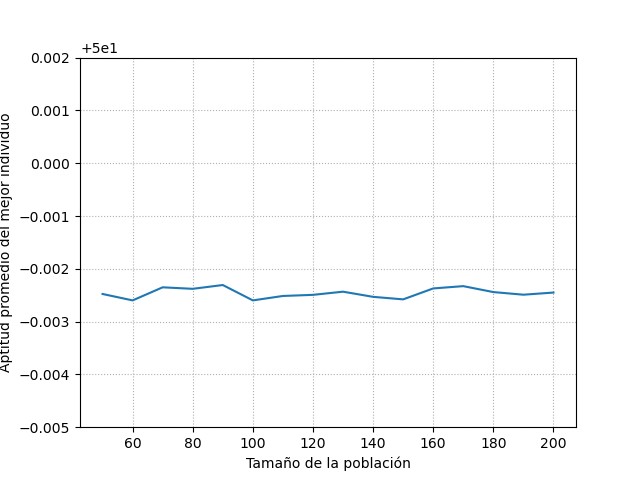 +5e1
0.002
0.001
0.000
−0.001
−0.002
−0.003
−0.004
−0.005
Aptitud promedio del mejor individuo
60 80 100 120 140 160 180 200
Tamaño de la población